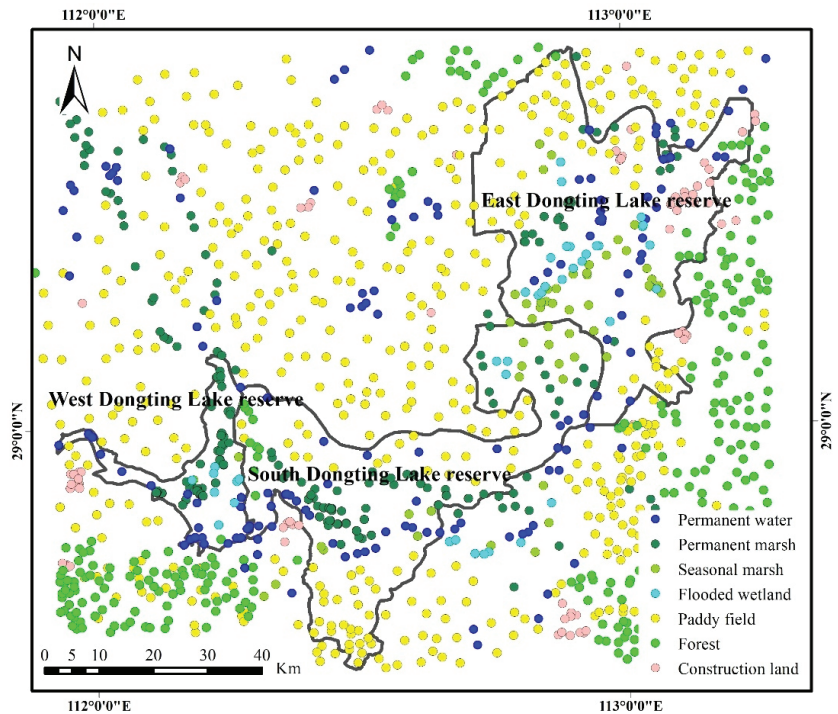 112°0'0"E
113°0'0"E
N
East Dongting Lake reserve
West Dongting Lake reserve
29°0'0"N
29°0'0"N
South Dongting Lake reserve
Permanent water
Permanent marsh
Seasonal marsh
Flooded wetland
Paddy field
Forest
Construction land
0 5 10 20 30 40
Km
112°0'0"E
113°0'0"E